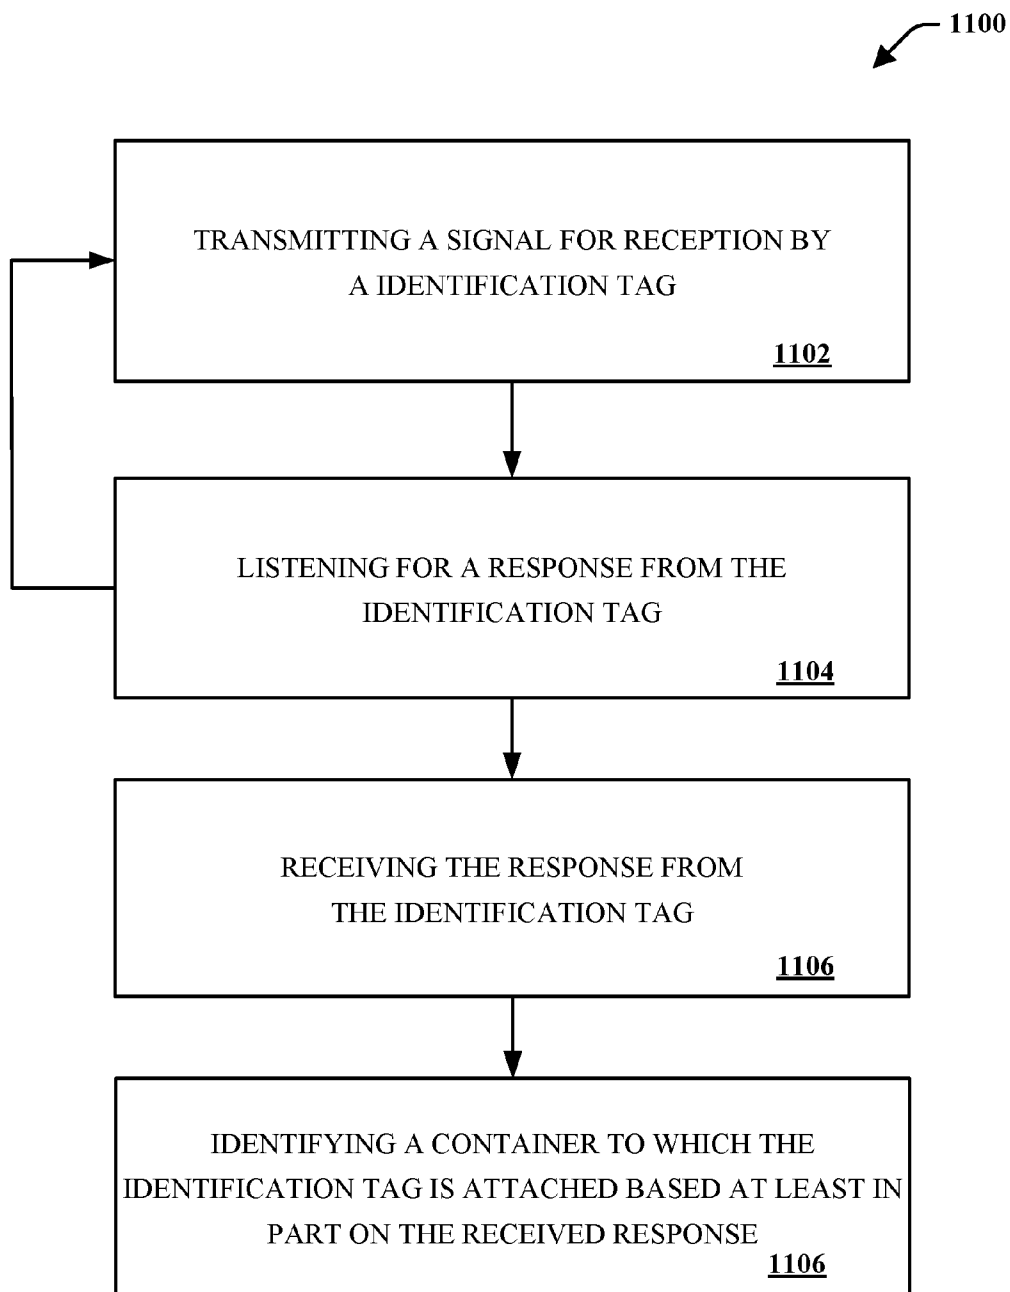 1100
TRANSMITTING A SIGNAL FOR RECEPTION BY
A IDENTIFICATION TAG
1102
LISTENING FOR A RESPONSE FROM THE
IDENTIFICATION TAG
1104
RECEIVING THE RESPONSE FROM
THE IDENTIFICATION TAG
1106
IDENTIFYING A CONTAINER TO WHICH THE
IDENTIFICATION TAG IS ATTACHED BASED AT LEAST IN
PART ON THE RECEIVED RESPONSE
1106